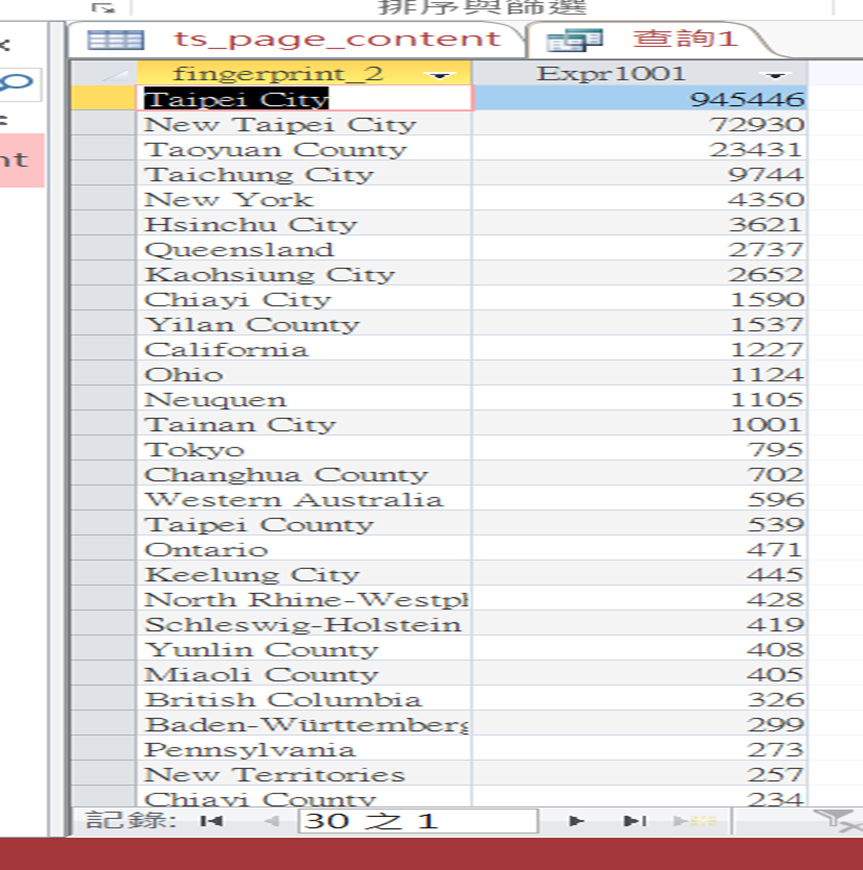 排序與篩選
ts_page_content 查詢1
nt
fingerprint_2 Expr1001
Taipei City 945446
New Taipei City 72930
Taoyuan County 23431
Taichung City 9744
New York 4350
Hsinchu City 3621
Queensland 2737
Kaohsiung City 2652
Chiayi City 1590
Yilan County 1537
California 1227
Ohio 1124
Neuquen 1105
Tainan City 1001
Tokyo 795
Changhua County 702
Western Australia 596
Taipei County 539
Ontario 471
Keelung City 445
North Rhine-Westph 428
Schleswig-Holstein 419
Yunlin County 408
Miaoli County 405
British Columbia 326
Baden-Württemberg 299
Pennsylvania 273
New Territories 257
Chiayi County 234
記錄: 30 之 1